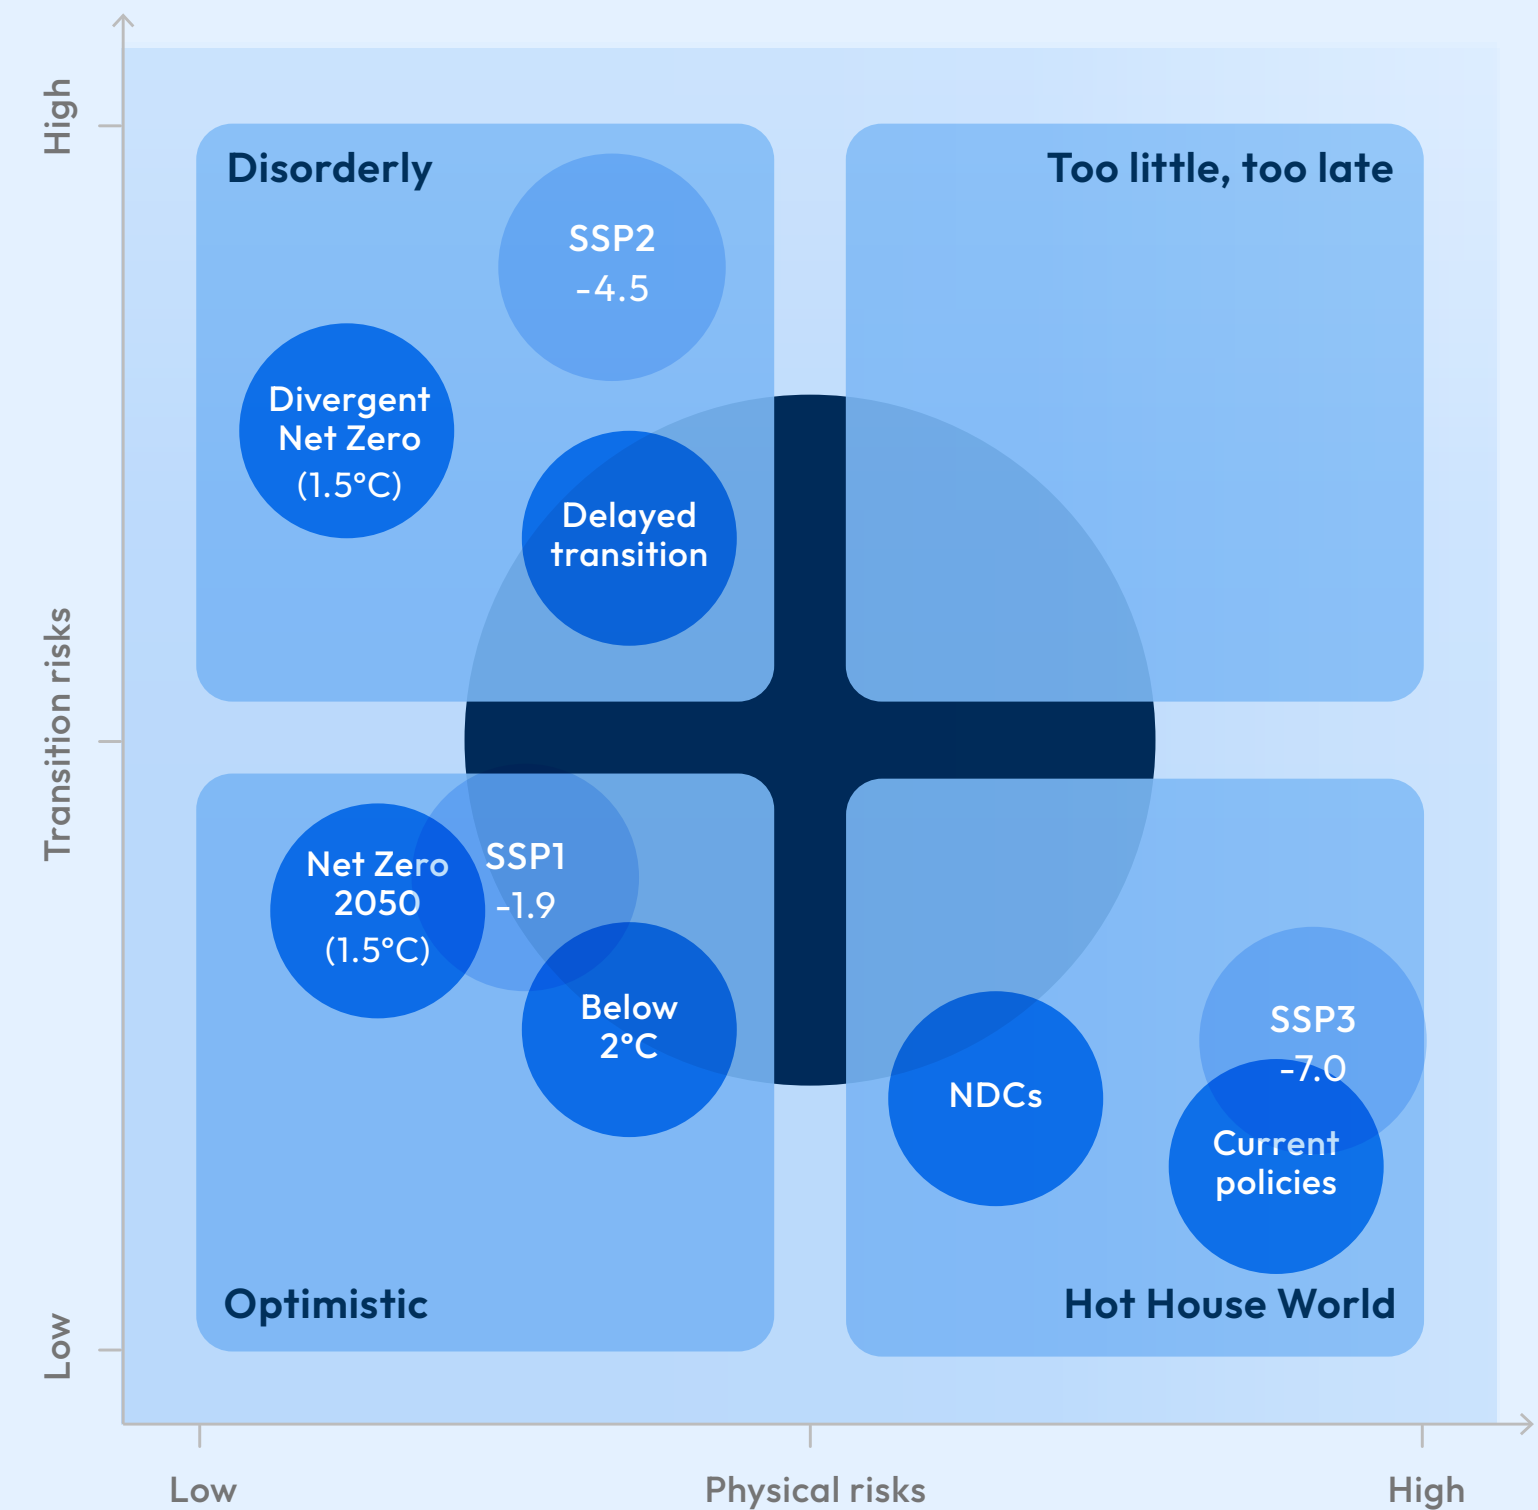 High
Transition risks
Low
Disorderly
SSP2
-4.5
Divergent
Net Zero
(1.5°C)
Delayed
transition
Too little, too late
Net Zero
2050
(1.5°C)
SSP1
-1.9
Below
2°C
Optimistic
NDCs
SSP3
-7.0
Current
policies
Hot House World
Low
Physical risks
High